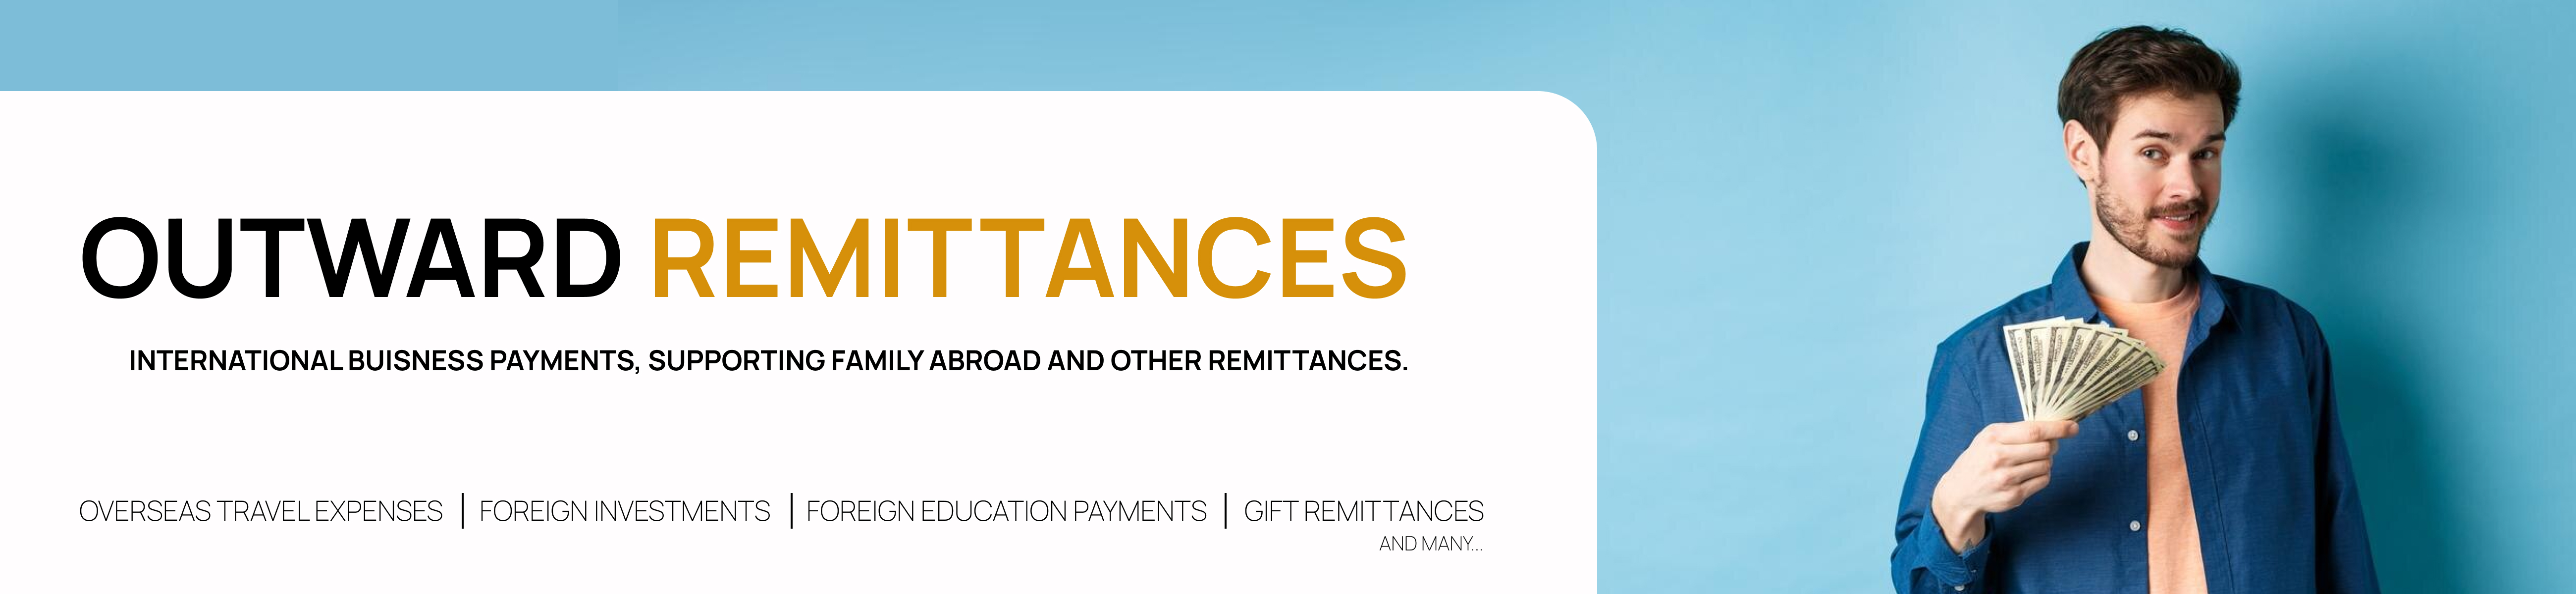 OUTWARD REMITTANCES
INTERNATIONAL BUISNESS PAYMENTS, SUPPORTING FAMILY ABROAD AND OTHER REMITTANCES.
OVERSEAS TRAVEL EXPENSES | FOREIGN INVESTMENTS | FOREIGN EDUCATION PAYMENTS | GIFT REMITTANCES
AND MANY...